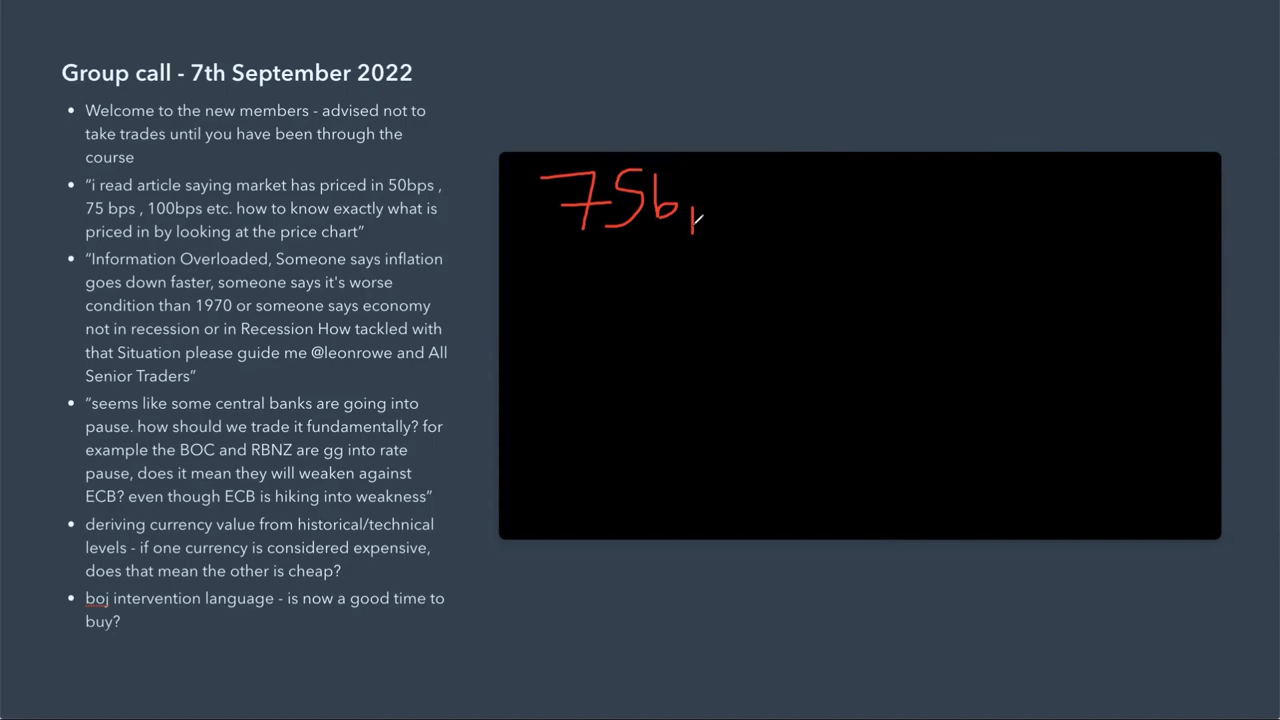 Group call - 7th September 2022
• Welcome to the new members - advised not to
take trades until you have been through the
course
• “i read article saying market has priced in 50bps ,
75 bps , 100bps etc. how to know exactly what is
priced in by looking at the price chart”
• “Information Overloaded, Someone says inflation
goes down faster, someone says it's worse
condition than 1970 or someone says economy
not in recession or in Recession How tackled with
that Situation please guide me @leonrowe and All
Senior Traders”
• “seems like some central banks are going into
pause. how should we trade it fundamentally? for
example the BOC and RBNZ are gg into rate
pause, does it mean they will weaken against
ECB? even though ECB is hiking into weakness”
• deriving currency value from historical/technical
levels - if one currency is considered expensive,
does that mean the other is cheap?
• boj intervention language - is now a good time to
buy?
75b